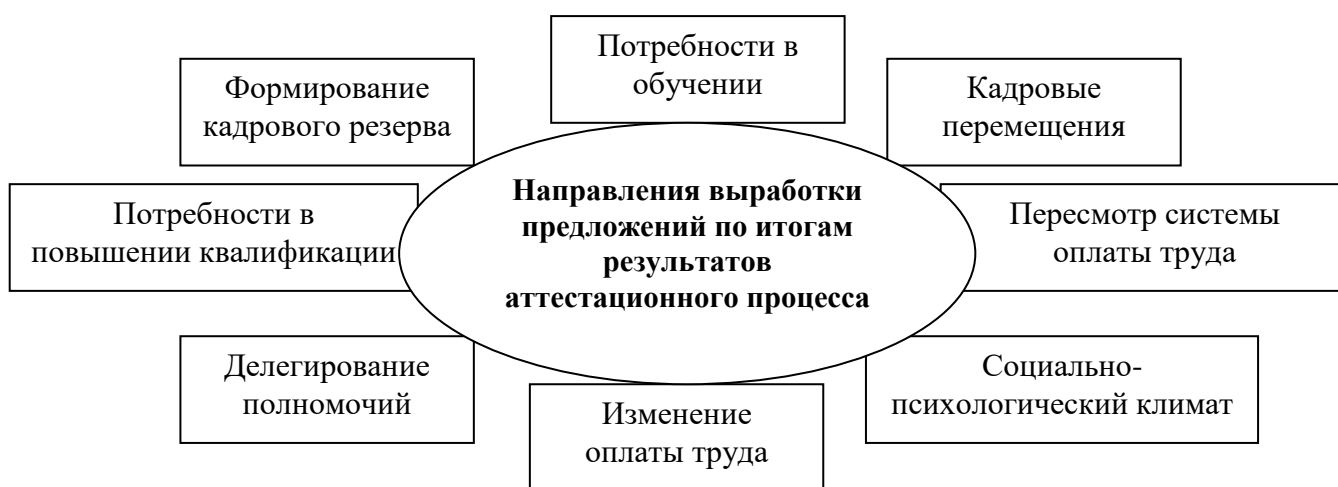 Потребности в
обучении
Формирование
кадрового резерва
Кадровые
перемещения
Направления выработки
предложений по итогам
результатов
аттестационного процесса
Потребности в
повышении квалификации
Пересмотр системы
оплаты труда
Делегирование
полномочий
Социально-
психологический климат
Изменение
оплаты труда